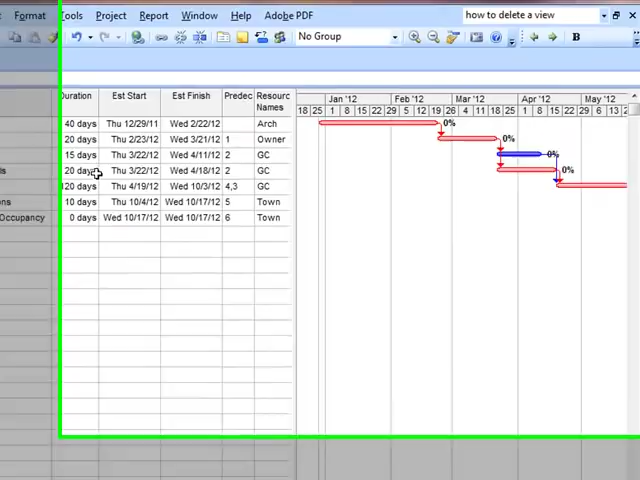 Format Tools Project Report Window Help Adobe PDF how to delete a view
No Group B
Duration Est Start Est Finish Predec Resourc Names Jan '12 Feb '12 Mar '12 Apr '12 May '12
18 25 1 8 15 22 29 5 12 19 26 4 11 18 25 1 8 15 22 29 6 13 20
40 days Thu 12/29/11 Wed 2/22/12 Arch 0%
20 days Thu 2/23/12 Wed 3/21/12 1 Owner 0%
15 days Thu 3/22/12 Wed 4/11/12 2 GC 0%
ls 20 days Thu 3/22/12 Wed 4/18/12 2 GC 0%
120 days Thu 4/19/12 Wed 10/3/12 4,3 GC
ons 10 days Thu 10/4/12 Wed 10/17/12 5 Town
Occupancy 0 days Wed 10/17/12 Wed 10/17/12 6 Town